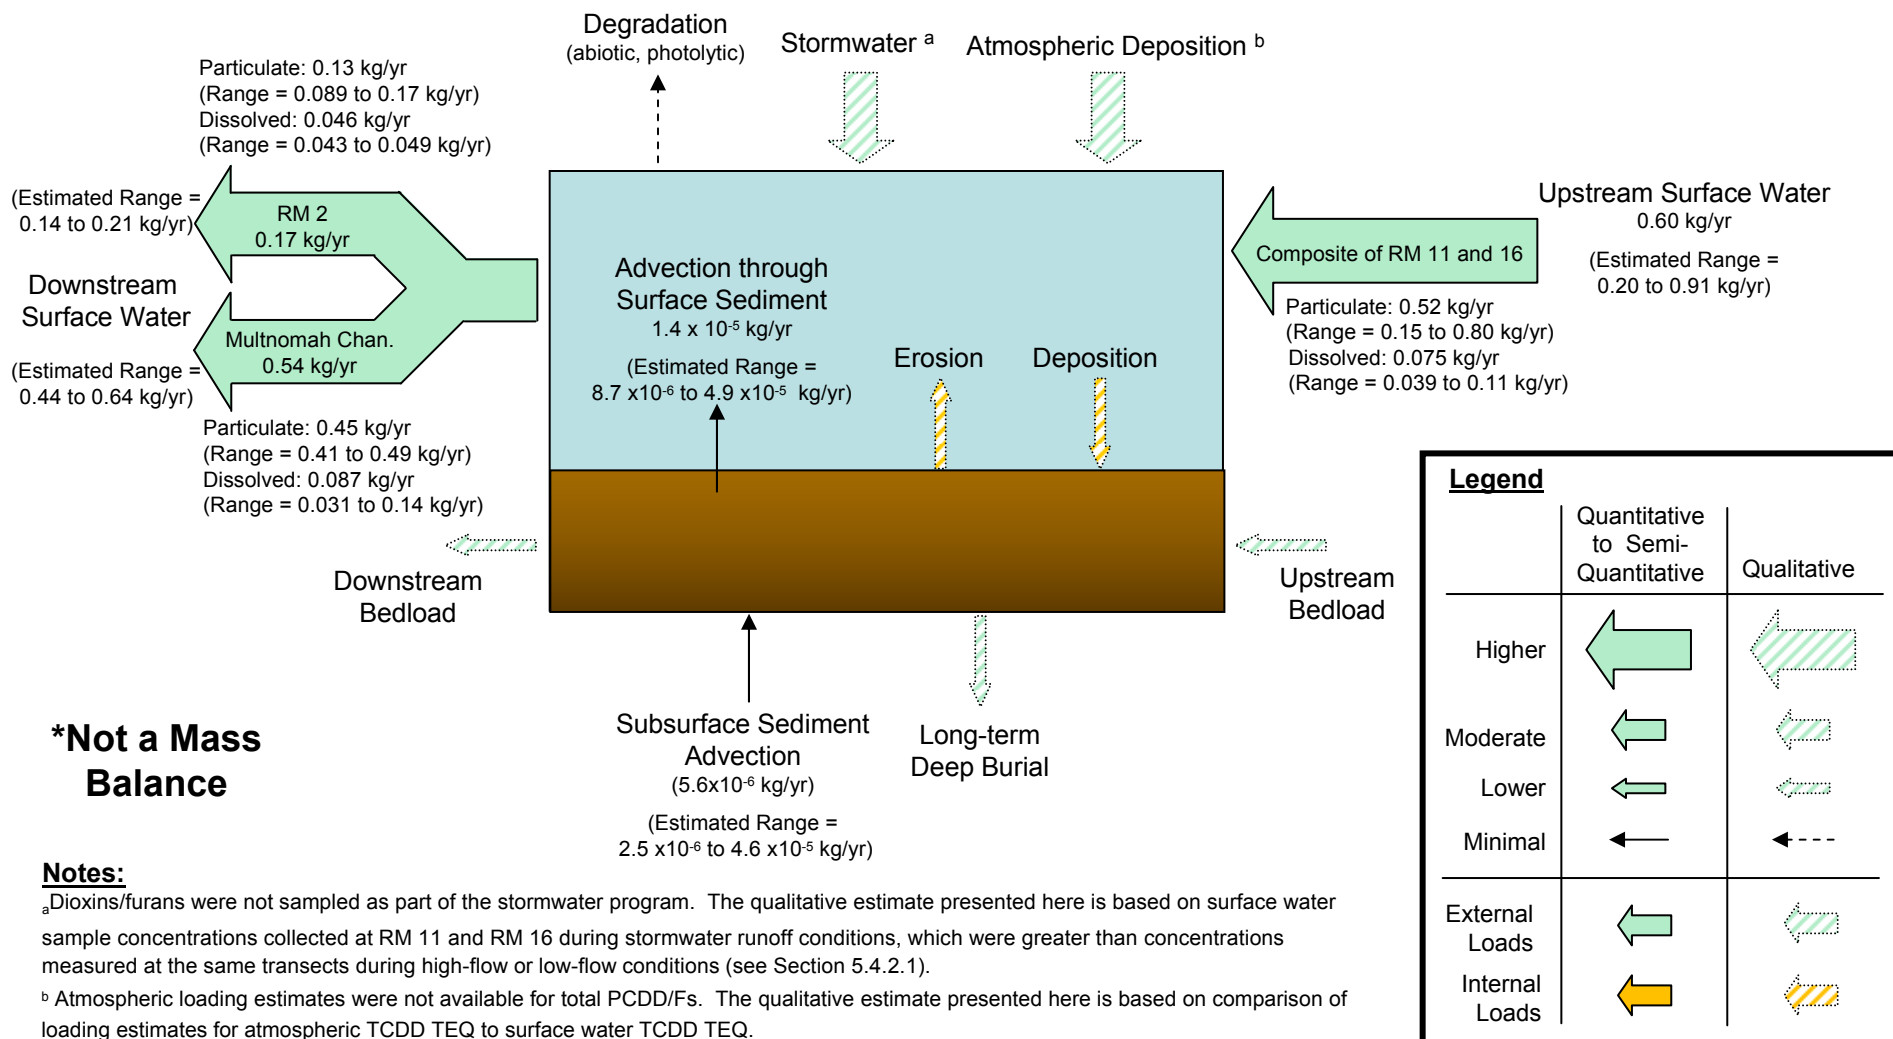 Degradation
(abiotic, photolytic)
Stormwater a
Atmospheric Deposition b
Particulate: 0.13 kg/yr
(Range = 0.089 to 0.17 kg/yr)
Dissolved: 0.046 kg/yr
(Range = 0.043 to 0.049 kg/yr)
(Estimated Range =
0.14 to 0.21 kg/yr)
RM 2
0.17 kg/yr
Downstream
Surface Water
Multnomah Chan.
0.54 kg/yr
(Estimated Range =
0.44 to 0.64 kg/yr)
Particulate: 0.45 kg/yr
(Range = 0.41 to 0.49 kg/yr)
Dissolved: 0.087 kg/yr
(Range = 0.031 to 0.14 kg/yr)
Advection through
Surface Sediment
1.4 x 10-5 kg/yr
(Estimated Range =
8.7 x10-6 to 4.9 x10-5 kg/yr)
Erosion
Deposition
Upstream Surface Water
0.60 kg/yr
(Estimated Range =
0.20 to 0.91 kg/yr)
Composite of RM 11 and 16
Particulate: 0.52 kg/yr
(Range = 0.15 to 0.80 kg/yr)
Dissolved: 0.075 kg/yr
(Range = 0.039 to 0.11 kg/yr)
Downstream
Bedload
Upstream
Bedload
Subsurface Sediment
Advection
(5.6x10-6 kg/yr)
(Estimated Range =
2.5 x10-6 to 4.6 x10-5 kg/yr)
Long-term
Deep Burial
*Not a Mass
Balance
Legend
Quantitative
to Semi-
Quantitative
Qualitative
Higher
Moderate
Lower
Minimal
External
Loads
Internal
Loads
Notes:
aDioxins/furans were not sampled as part of the stormwater program. The qualitative estimate presented here is based on surface water
sample concentrations collected at RM 11 and RM 16 during stormwater runoff conditions, which were greater than concentrations
measured at the same transects during high-flow or low-flow conditions (see Section 5.4.2.1).
b Atmospheric loading estimates were not available for total PCDD/Fs. The qualitative estimate presented here is based on comparison of
loading estimates for atmospheric TCDD TEQ to surface water TCDD TEQ.